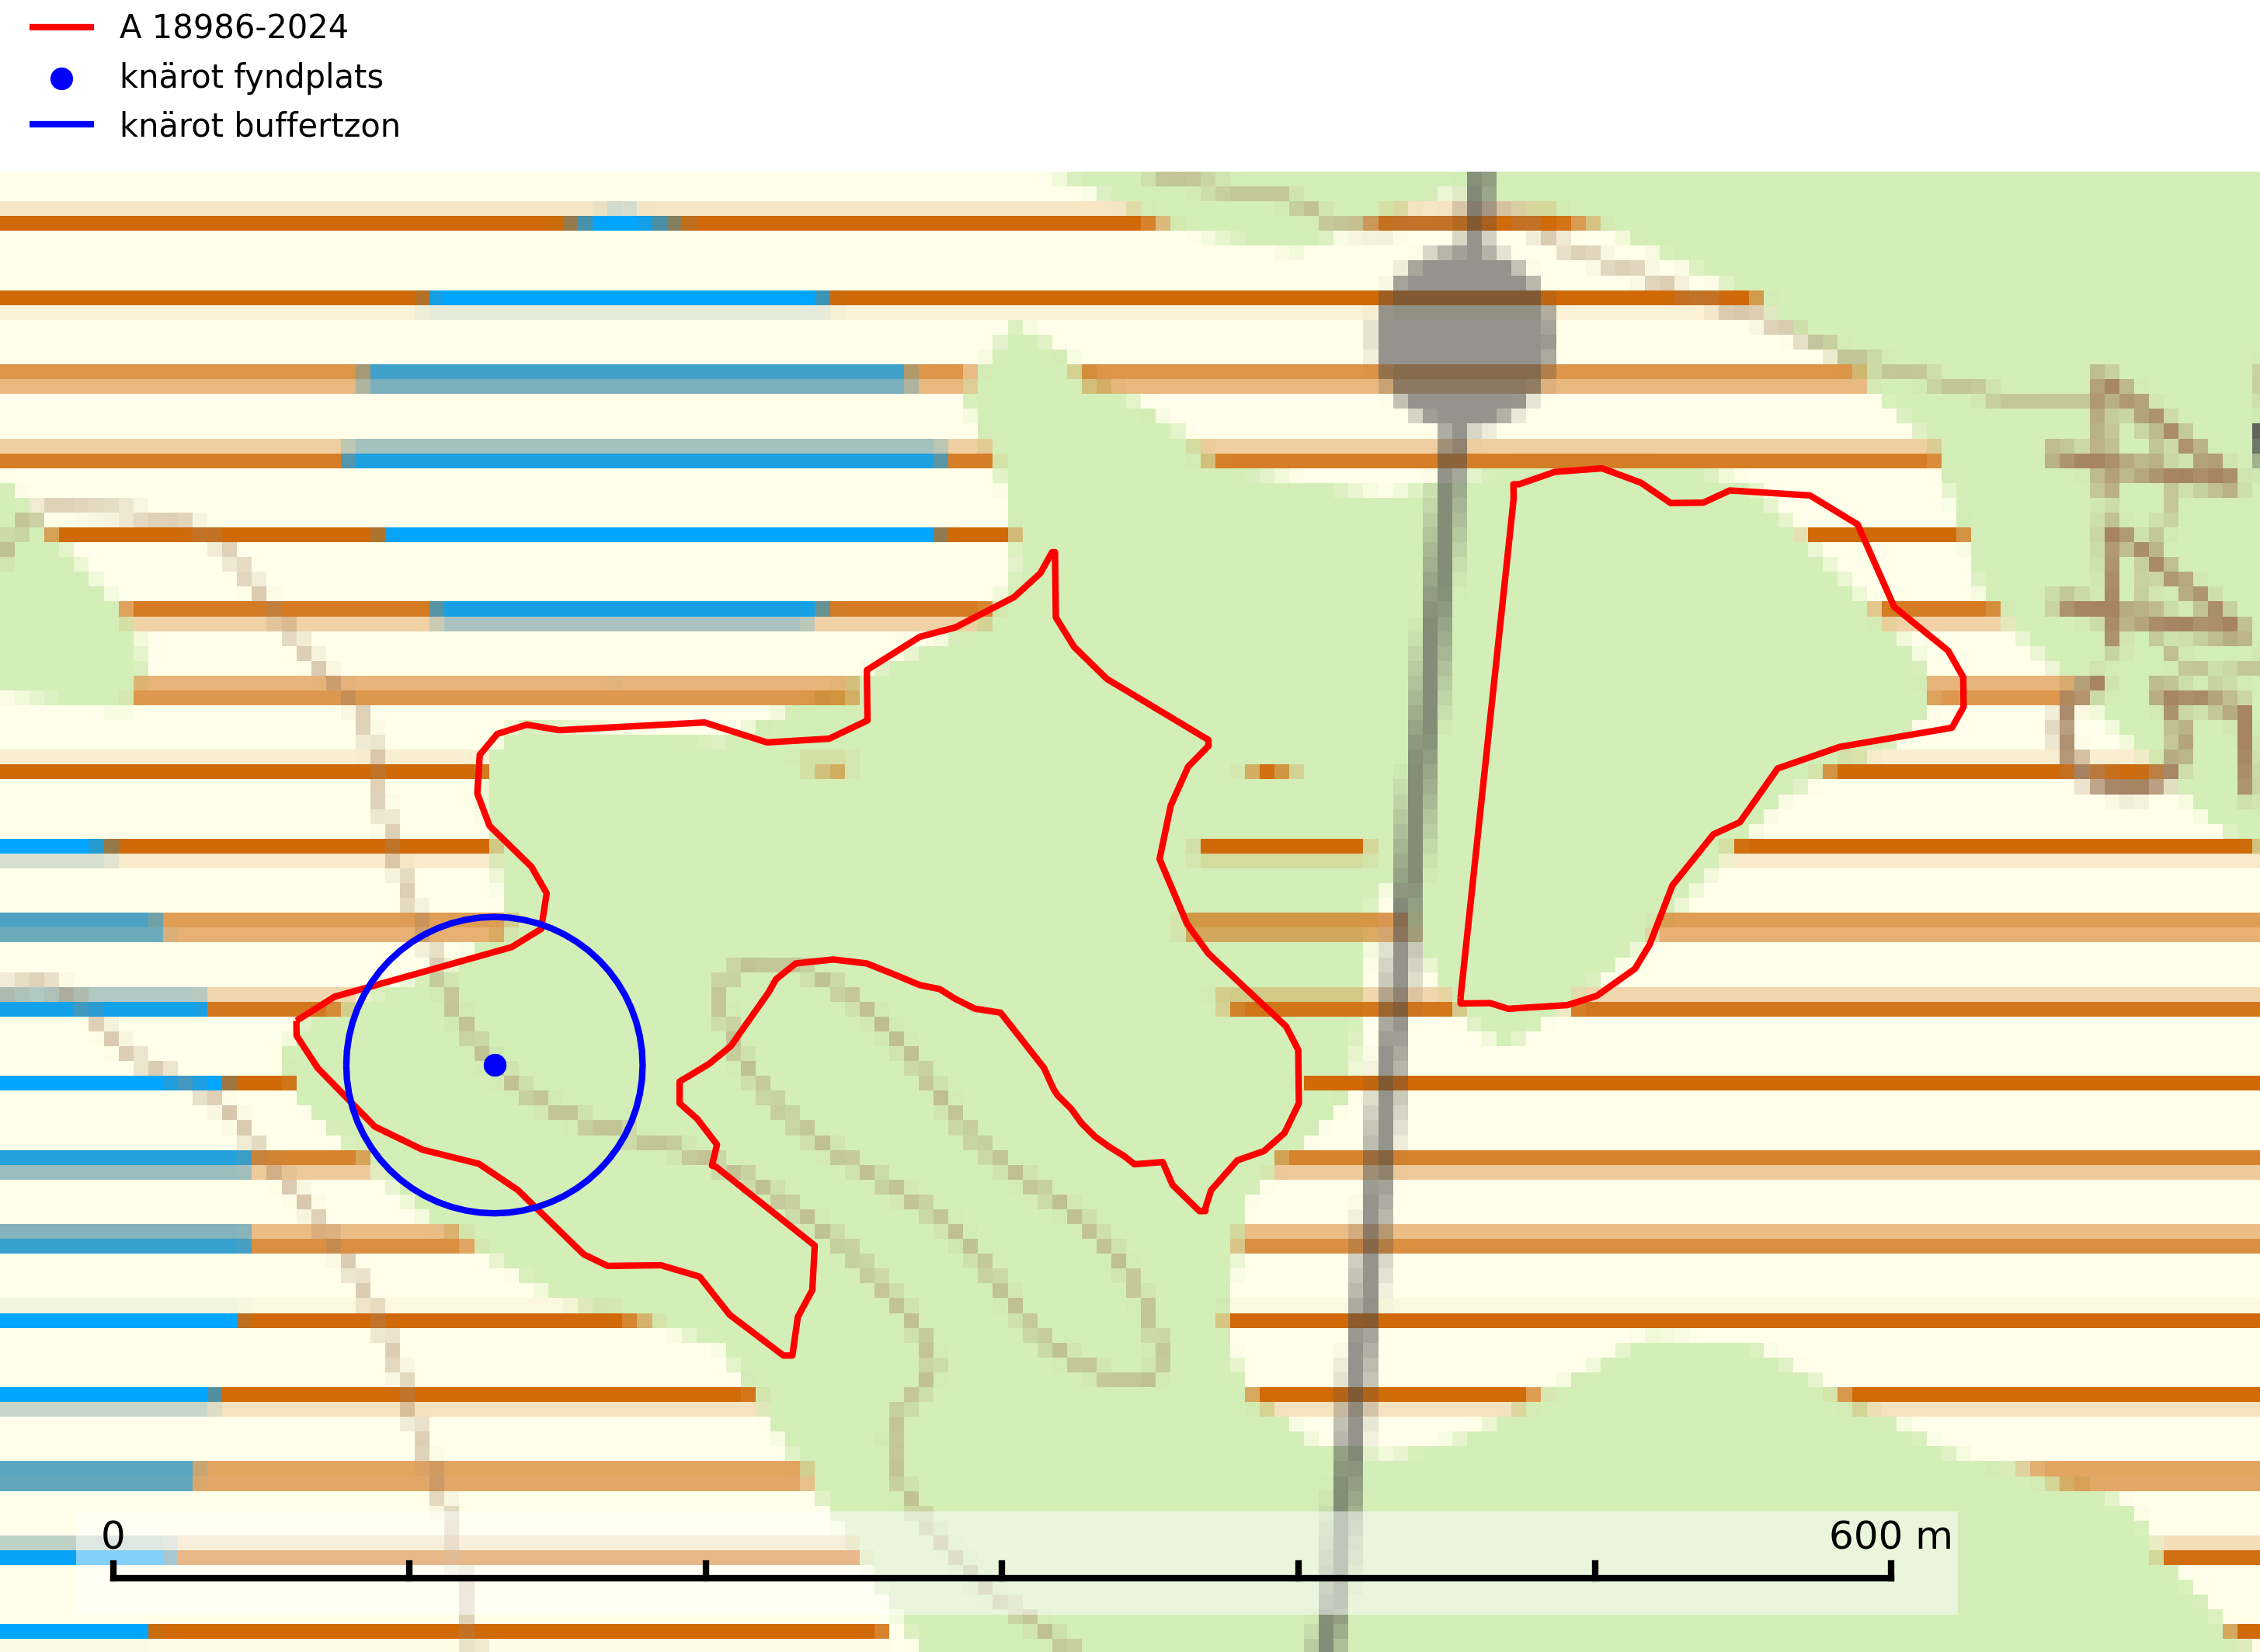 A 18986-2024
knärot fyndplats
knärot buffertzon
0
600 m